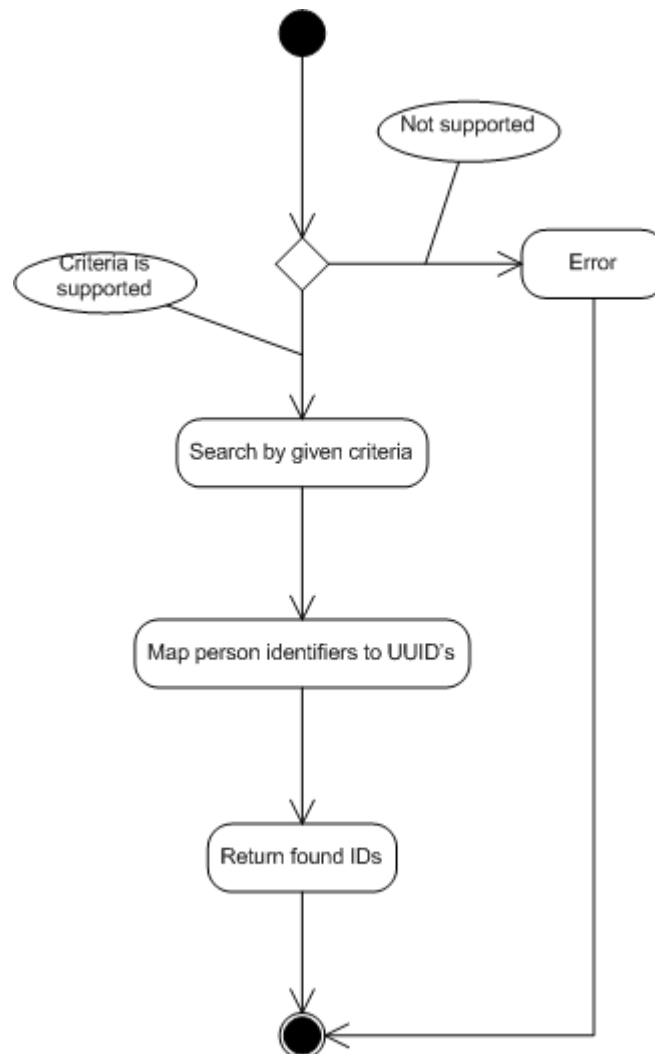 Not supported
Criteria is
supported
Error
Search by given criteria
Map person identifiers to UUID's
Return found IDs